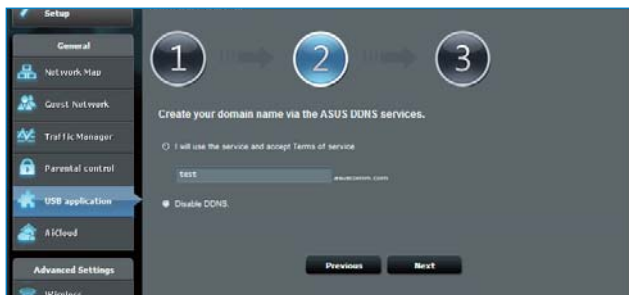 Setup
General
Network Map
Guest Network
Traffic Manager
Parental control
USB application
AiCloud
Advanced Settings
Wireless
1
2
3
Create your domain name via the ASUS DDNS services.
I will use the service and accept Terms of service
test
.asuscomm.com
Disable DDNS.
Previous
Next